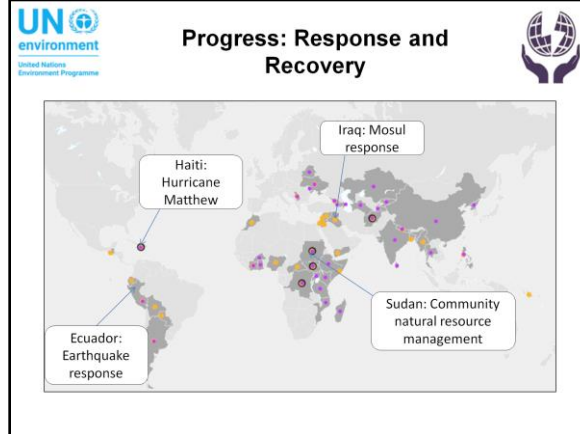 UN
environment
United Nations
Environment Programme
Progress: Response and
Recovery
Iraq: Mosul
response
Haiti:
Hurricane
Matthew
Ecuador:
Earthquake
response
Sudan: Community
natural resource
management